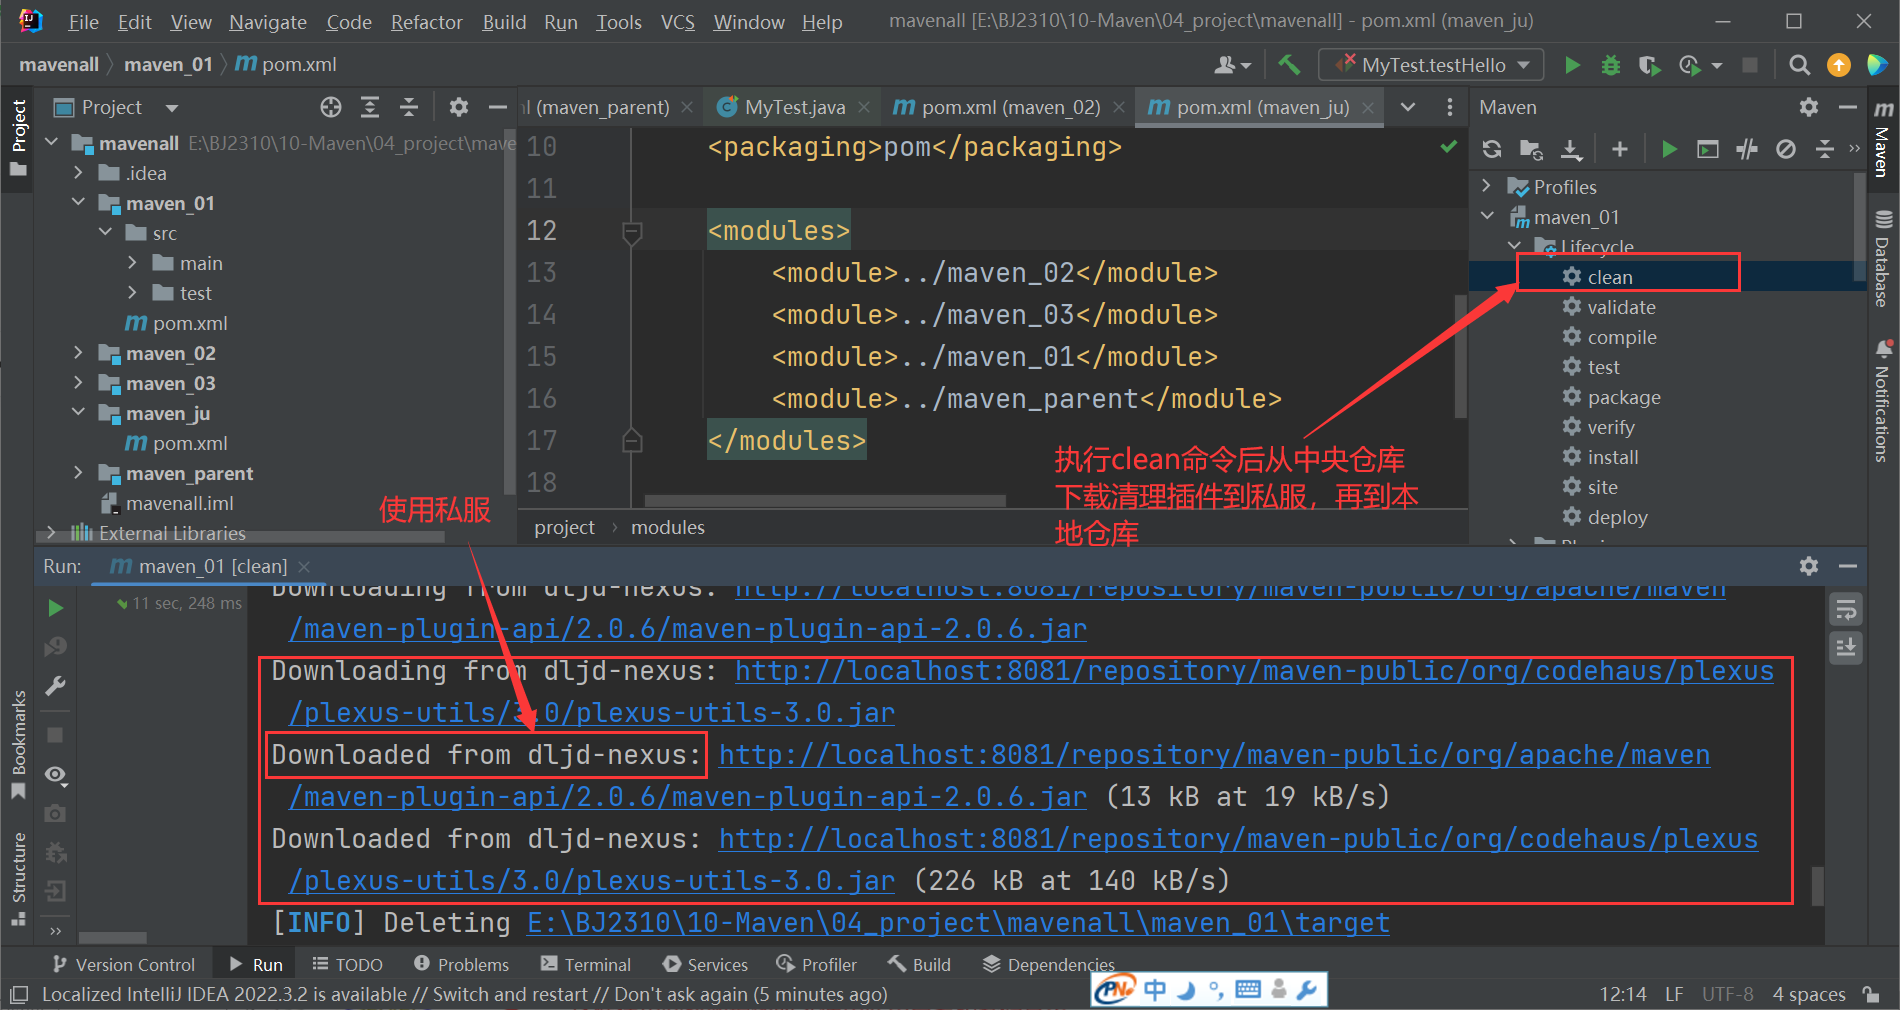 File Edit View Navigate Code Refactor Build Run Tools VCS Window Help mavenall [E:\BJ2310\10-Maven\04_project\mavenall] - pom.xml (maven_ju)
mavenall maven_01 pom.xml
MyTest.testHello
Project
l (maven_parent) MyTest.java pom.xml (maven_02) pom.xml (maven_ju)
Maven
Project
mavenall E:\BJ2310\10-Maven\04_project\mave
.idea
maven_01
src
main
test
pom.xml
maven_02
maven_03
maven_ju
pom.xml
maven_parent
mavenall.iml
External Libraries
10 <packaging>pom</packaging>
11
12 <modules>
13 <module>../maven_02</module>
14 <module>../maven_03</module>
15 <module>../maven_01</module>
16 <module>../maven_parent</module>
17 </modules>
18
project modules
Profiles
maven_01
Lifecycle
clean
validate
compile
test
package
verify
install
site
deploy
Maven
Database
Notifications
使用私服
执行clean命令后从中央仓库
下载清理插件到私服，再到本
地仓库
Run: maven_01 [clean]
11 sec, 248 ms
Downloading from dljd-nexus: http://localhost:8081/repository/maven-public/org/apache/maven
/maven-plugin-api/2.0.6/maven-plugin-api-2.0.6.jar
Downloading from dljd-nexus: http://localhost:8081/repository/maven-public/org/codehaus/plexus
/plexus-utils/3.0/plexus-utils-3.0.jar
Downloaded from dljd-nexus: http://localhost:8081/repository/maven-public/org/apache/maven
/maven-plugin-api/2.0.6/maven-plugin-api-2.0.6.jar (13 kB at 19 kB/s)
Downloaded from dljd-nexus: http://localhost:8081/repository/maven-public/org/codehaus/plexus
/plexus-utils/3.0/plexus-utils-3.0.jar (226 kB at 140 kB/s)
[INFO] Deleting E:\BJ2310\10-Maven\04_project\mavenall\maven_01\target
Bookmarks
Structure
Version Control Run TODO Problems Terminal Services Profiler Build Dependencies
Localized IntelliJ IDEA 2022.3.2 is available // Switch and restart // Don't ask again (5 minutes ago)
中
12:14 LF UTF-8 4 spaces